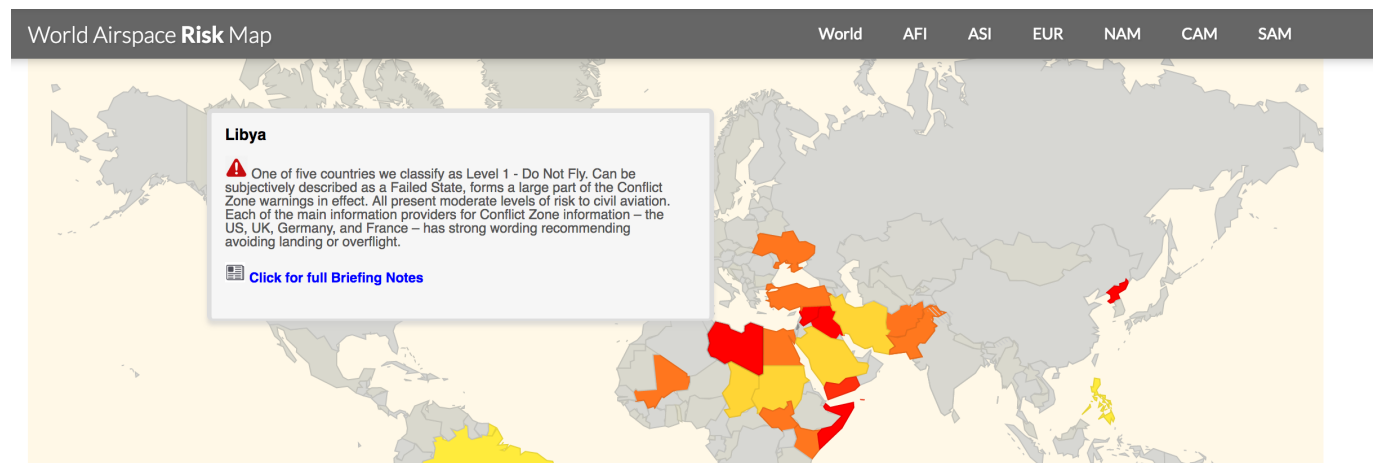 World Airspace Risk Map
World AFI ASI EUR NAM CAM SAM
Libya
One of five countries we classify as Level 1 - Do Not Fly. Can be
subjectively described as a Failed State, forms a large part of the Conflict
Zone warnings in effect. All present moderate levels of risk to civil aviation.
Each of the main information providers for Conflict Zone information – the
US, UK, Germany, and France – has strong wording recommending
avoiding landing or overflight.
Click for full Briefing Notes